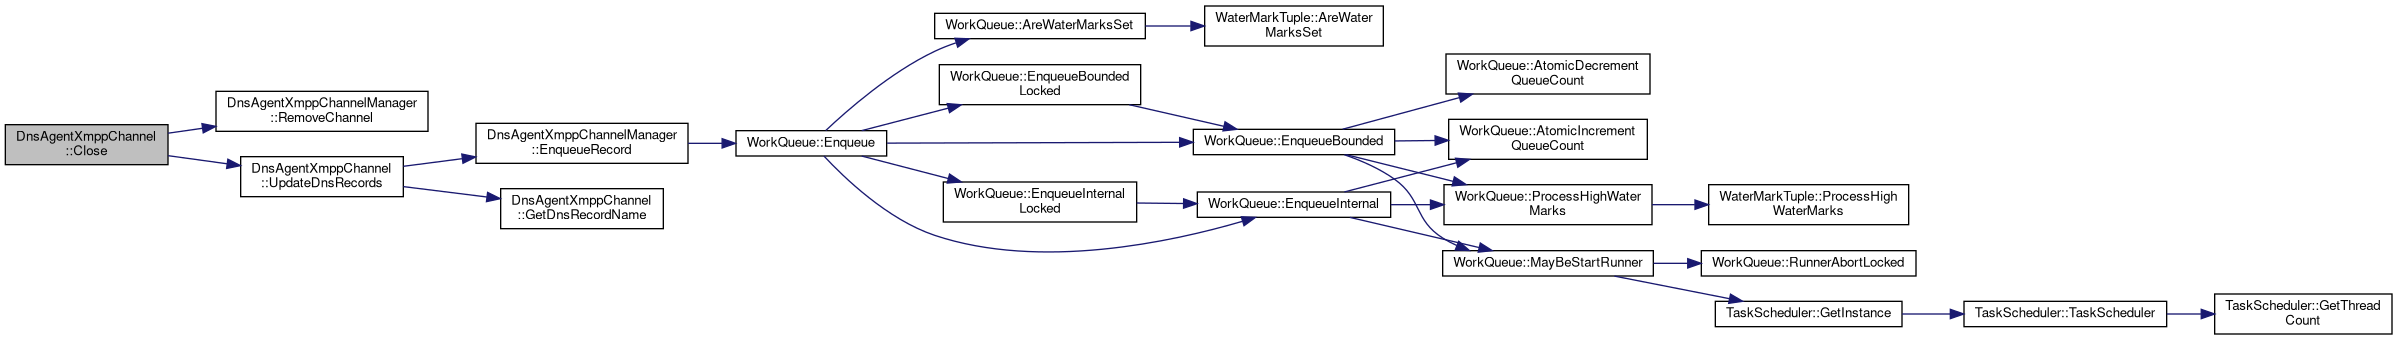 DnsAgentXmppChannel
::Close
DnsAgentXmppChannelManager
::RemoveChannel
DnsAgentXmppChannel
::UpdateDnsRecords
DnsAgentXmppChannelManager
::EnqueueRecord
DnsAgentXmppChannel
::GetDnsRecordName
WorkQueue::Enqueue
WorkQueue::AreWaterMarksSet
WorkQueue::EnqueueBounded
Locked
WorkQueue::EnqueueInternal
Locked
WaterMarkTuple::AreWater
MarksSet
WorkQueue::EnqueueBounded
WorkQueue::EnqueueInternal
WorkQueue::AtomicDecrement
QueueCount
WorkQueue::AtomicIncrement
QueueCount
WorkQueue::ProcessHighWater
Marks
WorkQueue::MayBeStartRunner
WaterMarkTuple::ProcessHigh
WaterMarks
WorkQueue::RunnerAbortLocked
TaskScheduler::GetInstance
TaskScheduler::TaskScheduler
TaskScheduler::GetThread
Count